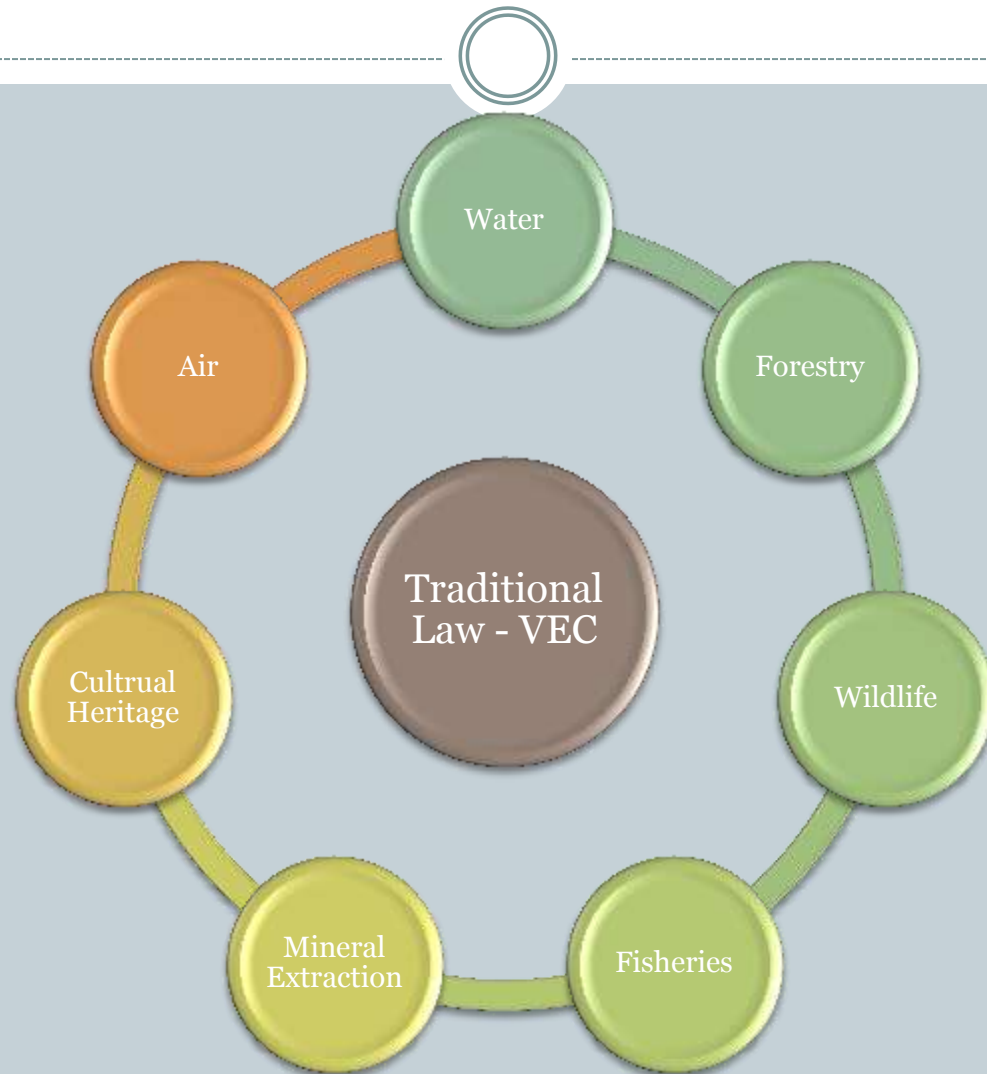 Water
Forestry
Wildlife
Fisheries
Mineral
Extraction
Cultrual
Heritage
Air
Traditional
Law - VEC